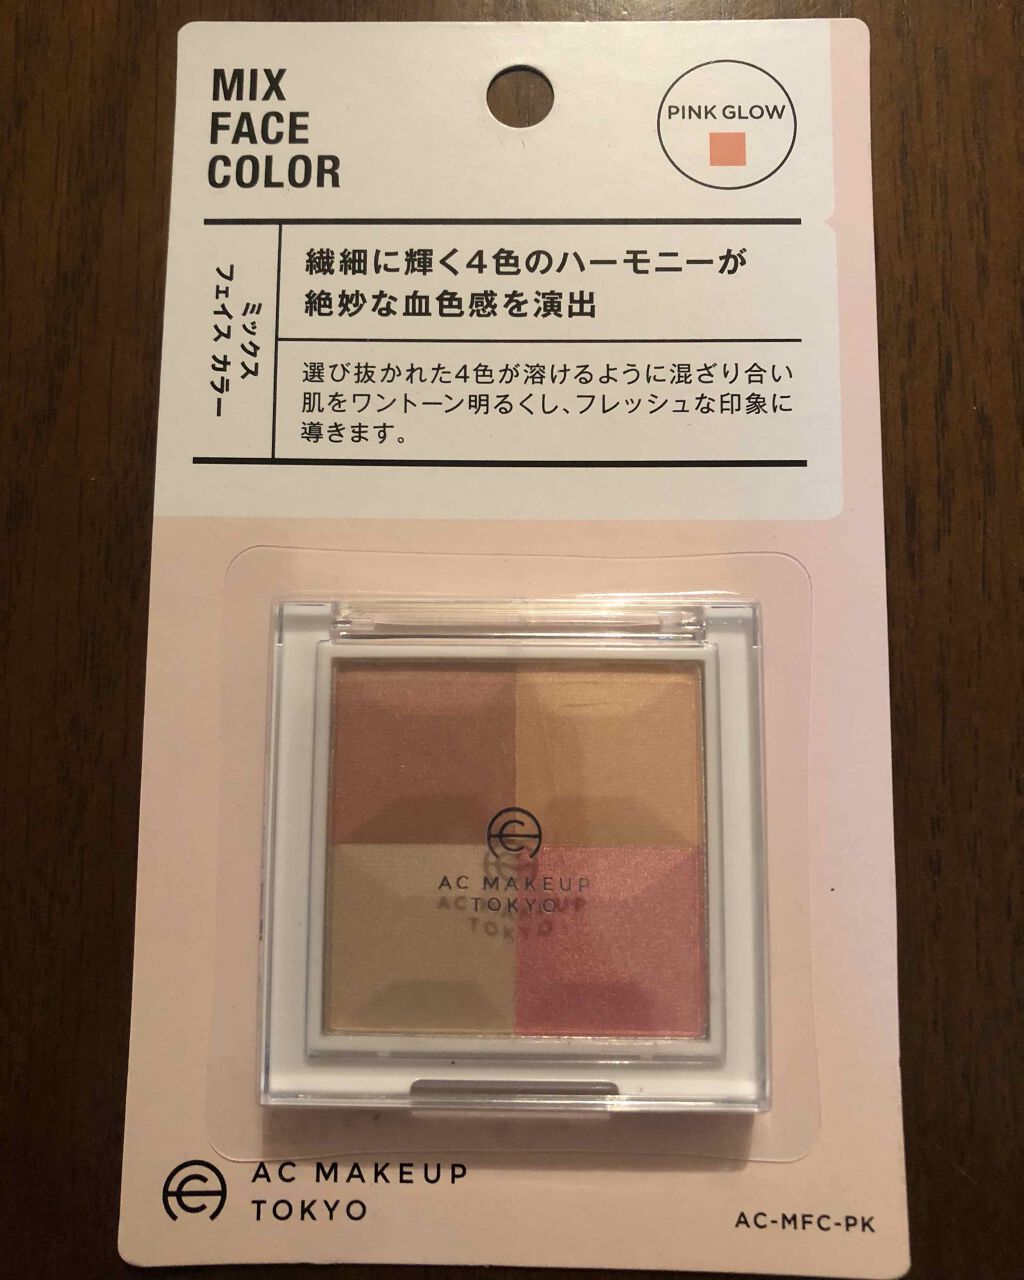 MIX
FACE
COLOR
PINK GLOW
ミックス
フェイス カラー
繊細に輝く4色のハーモニーが
絶妙な血色感を演出
選び抜かれた4色が溶けるように混ざり合い
肌をワントーン明るくし、フレッシュな印象に
導きます。
AC MAKEUP
TOKYO
AC MAKEUP
TOKYO
AC-MFC-PK